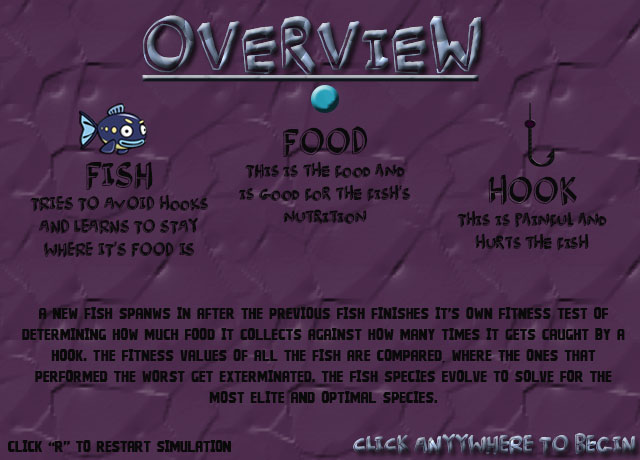 OVERVIEW
FISH
TRIES TO AVOID HOOKS
AND LEARNS TO STAY
WHERE IT'S FOOD IS
FOOD
THIS IS THE FOOD AND
IS GOOD FOR THE FISH'S
NUTRITION
HOOK
THIS IS PAINFUL AND
HURTS THE FISH
A NEW FISH SPANWS IN AFTER THE PREVIOUS FISH FINISHES IT'S OWN FITNESS TEST OF
DETERMINING HOW MUCH FOOD IT COLLECTS AGAINST HOW MANY TIMES IT GETS CAUGHT BY A
HOOK. THE FITNESS VALUES OF ALL THE FISH ARE COMPARED, WHERE THE ONES THAT
PERFORMED THE WORST GET EXTERMINATED. THE FISH SPECIES EVOLVE TO SOLVE FOR THE
MOST ELITE AND OPTIMAL SPECIES.
CLICK "R" TO RESTART SIMULATION
CLICK ANYYWHERE TO BEGIN